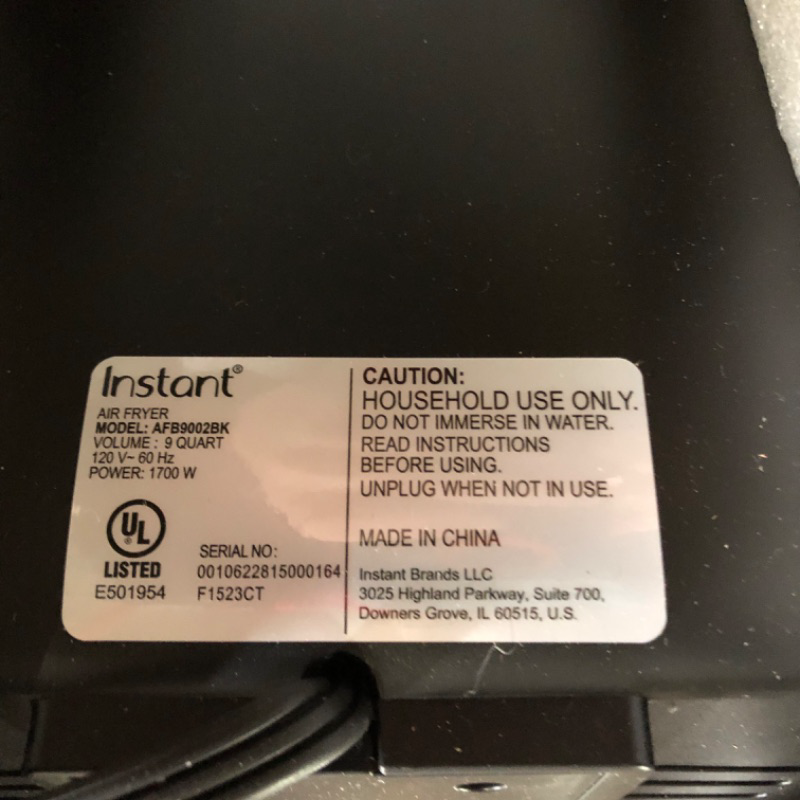 Instant®
AIR FRYER
MODEL: AFB9002BK
VOLUME : 9 QUART
120 V~ 60 Hz
POWER: 1700 W
UL
®
LISTED
E501954
SERIAL NO:
0010622815000164
F1523CT
CAUTION:
HOUSEHOLD USE ONLY.
DO NOT IMMERSE IN WATER.
READ INSTRUCTIONS
BEFORE USING.
UNPLUG WHEN NOT IN USE.
MADE IN CHINA
Instant Brands LLC
3025 Highland Parkway, Suite 700,
Downers Grove, IL 60515, U.S.